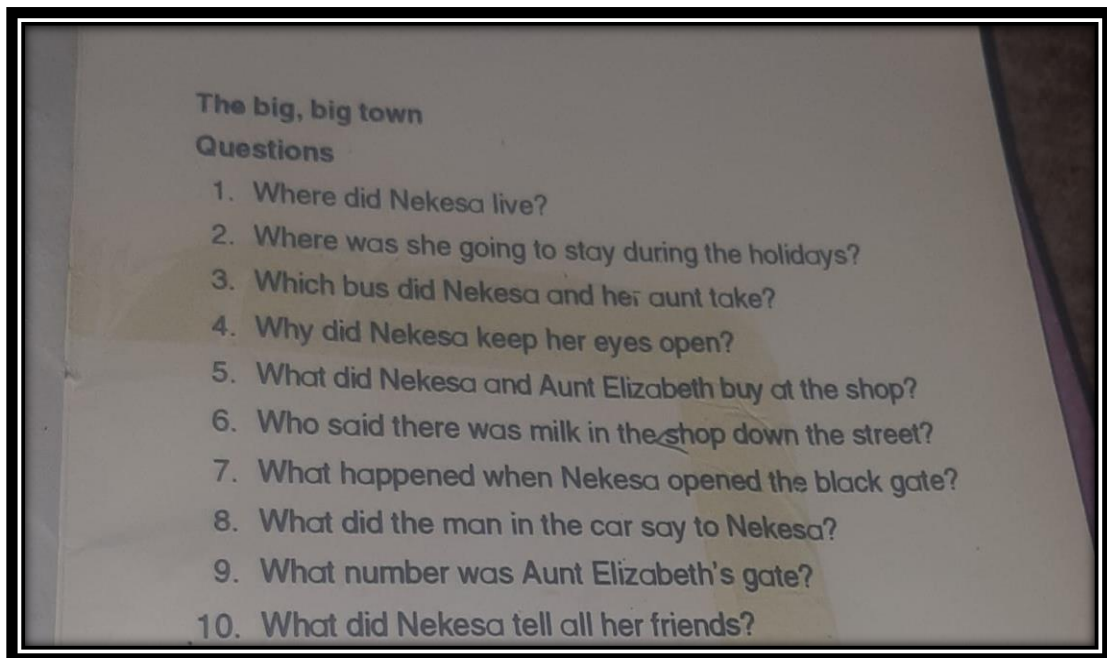 The big, big town
Questions
1. Where did Nekesa live?
2. Where was she going to stay during the holidays?
3. Which bus did Nekesa and her aunt take?
4. Why did Nekesa keep her eyes open?
5. What did Nekesa and Aunt Elizabeth buy at the shop?
6. Who said there was milk in the shop down the street?
7. What happened when Nekesa opened the black gate?
8. What did the man in the car say to Nekesa?
9. What number was Aunt Elizabeth's gate?
10. What did Nekesa tell all her friends?